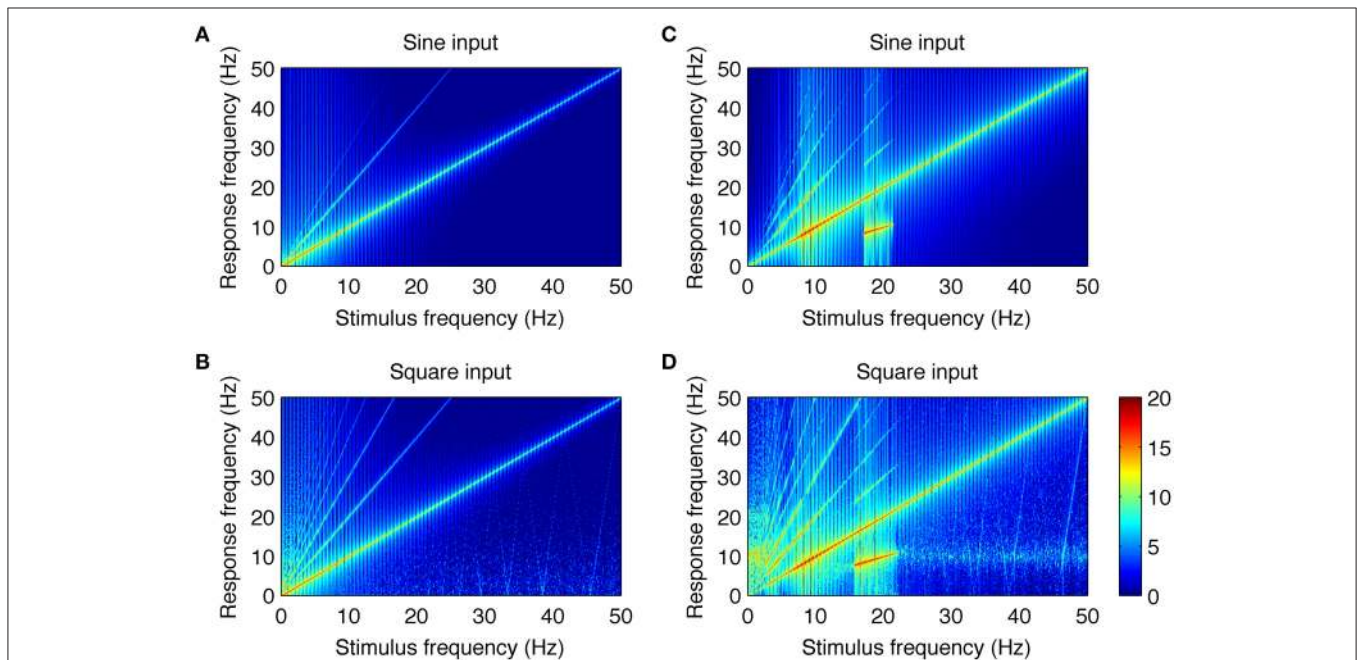 A
Sine input
Response frequency (Hz)
50
40
30
20
10
0
0 10 20 30 40 50
Stimulus frequency (Hz)
C
Sine input
Response frequency (Hz)
50
40
30
20
10
0
0 10 20 30 40 50
Stimulus frequency (Hz)
B
Square input
Response frequency (Hz)
50
40
30
20
10
0
0 10 20 30 40 50
Stimulus frequency (Hz)
D
Square input
Response frequency (Hz)
50
40
30
20
10
0
0 10 20 30 40 50
Stimulus frequency (Hz)
20
15
10
5
0